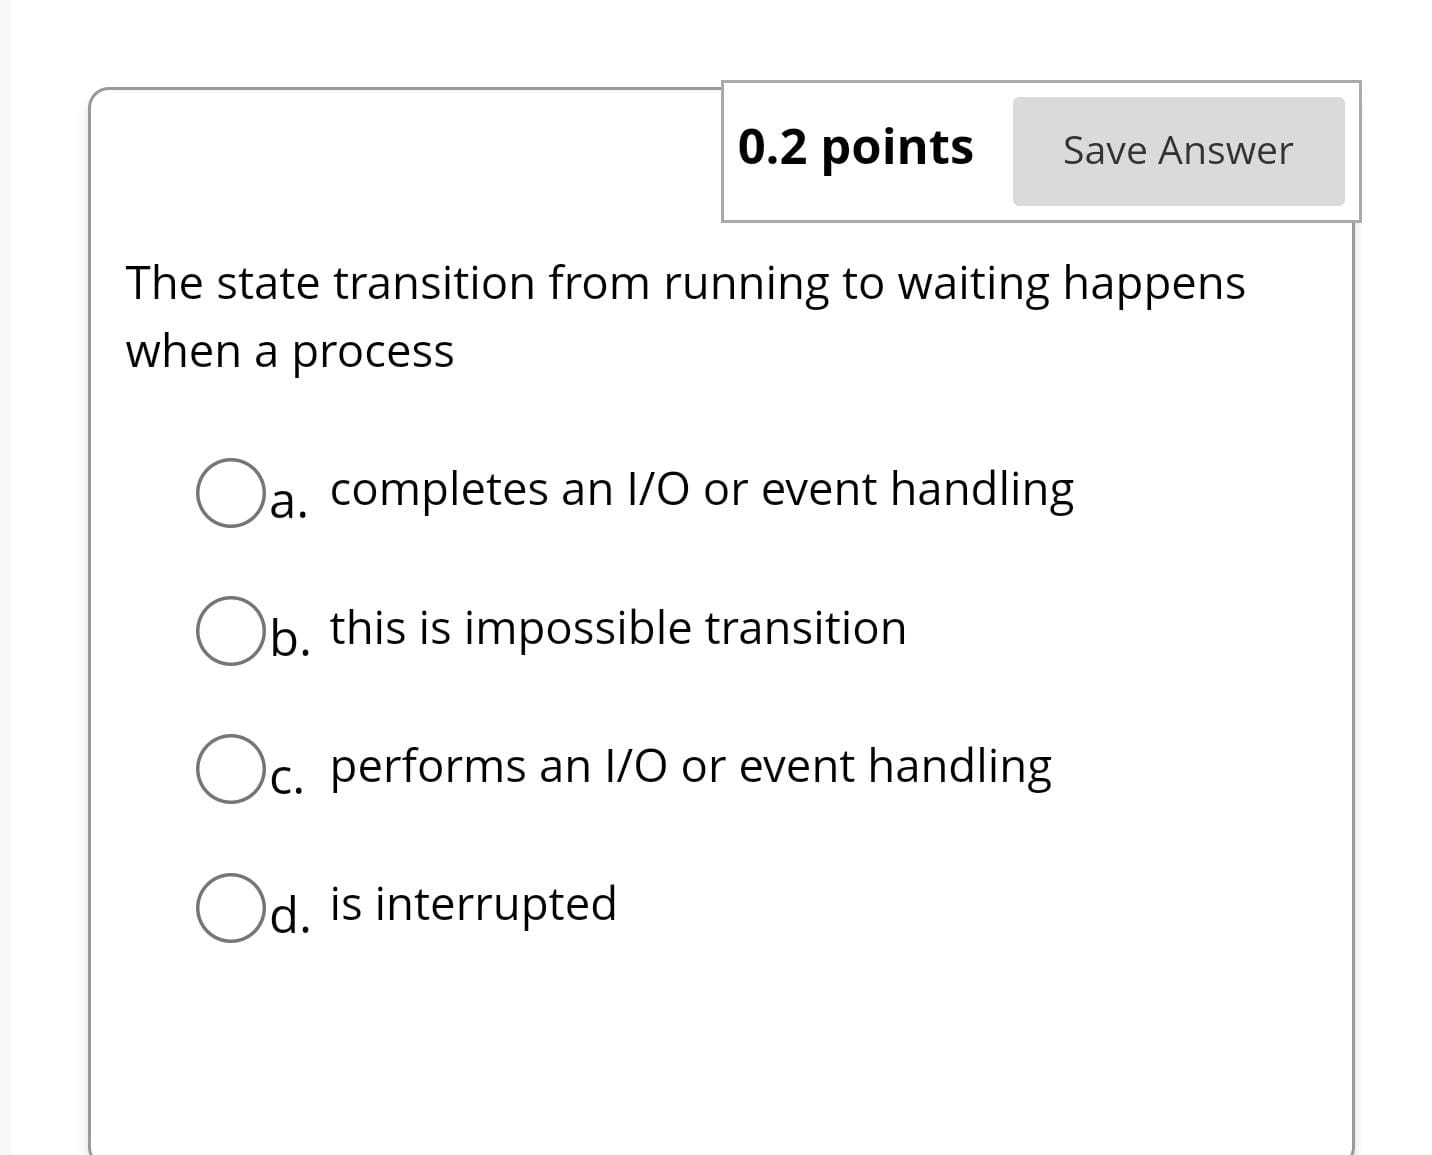 0.2 points Save Answer
The state transition from running to waiting happens
when a process
a. completes an I/O or event handling
b. this is impossible transition
c. performs an I/O or event handling
d. is interrupted